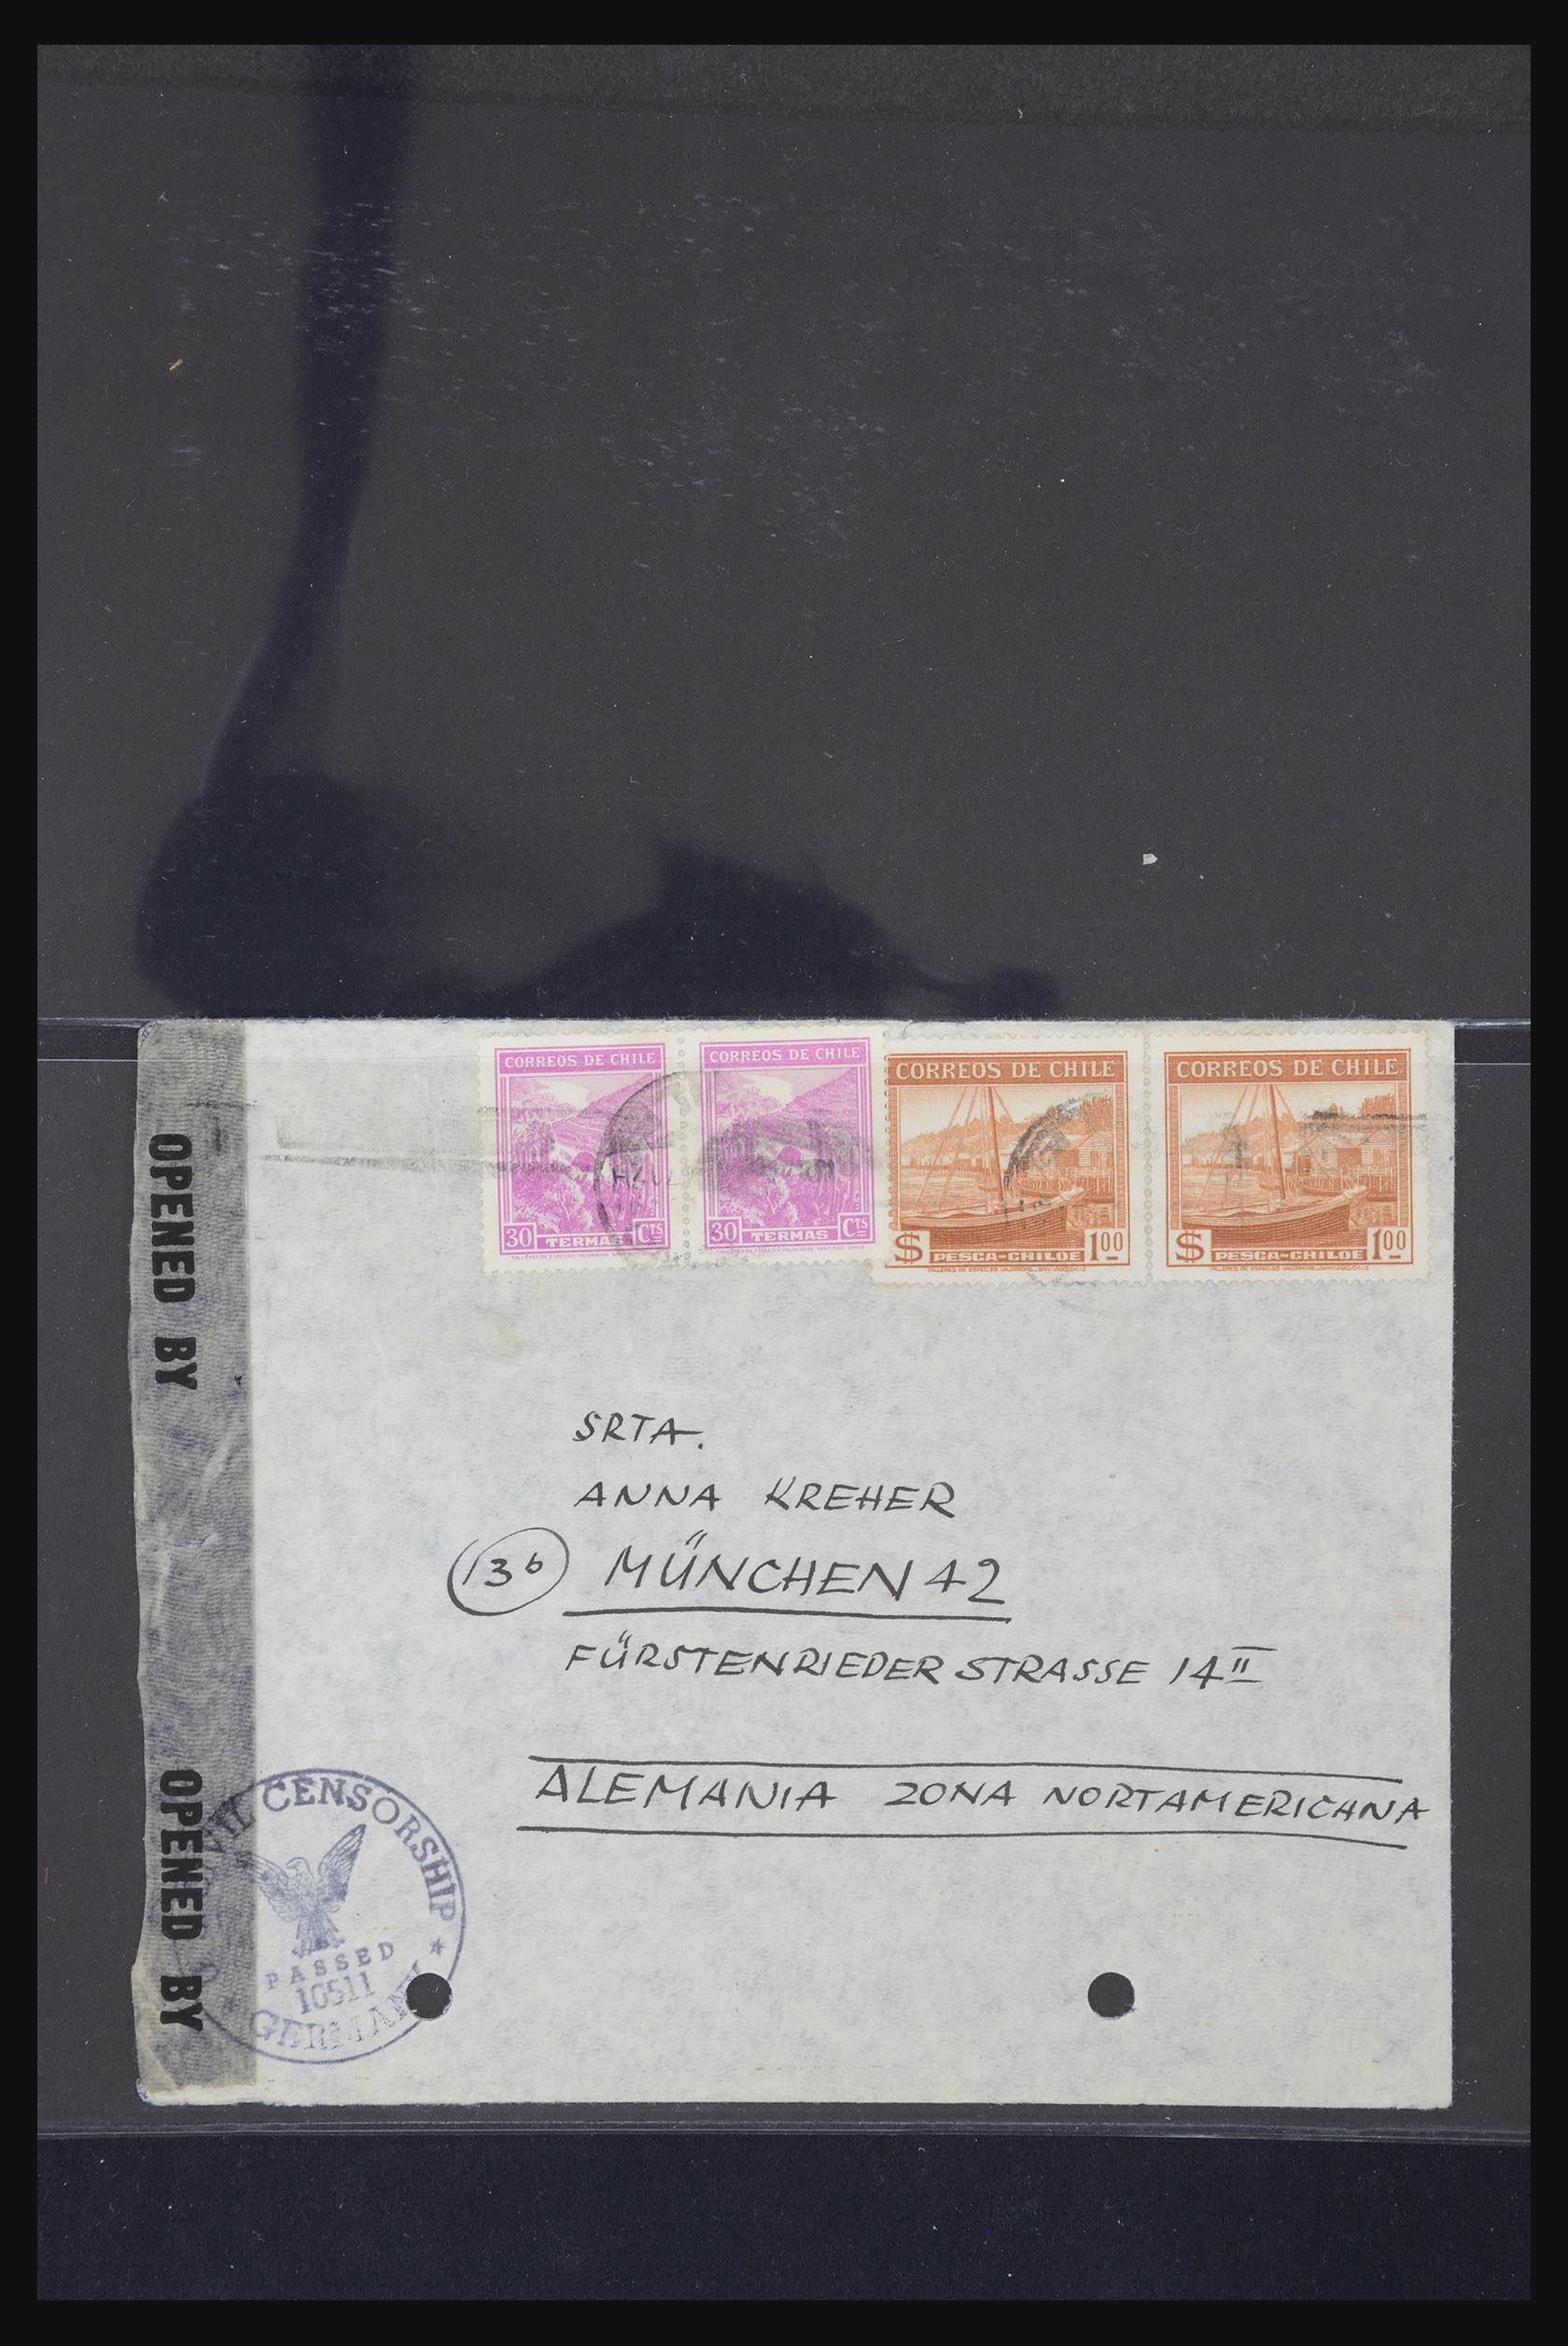 CORREOS DE CHILE
30 TERMAS CTS
CORREOS DE CHILE
30 TERMAS CTS
CORREOS DE CHILE
$ PESCA-CHILOE 1 00
CORREOS DE CHILE
$ PESCA-CHILOE 1 00
OPENED BY
OPENED BY
SRTA.
ANNA KREHER
13b MÜNCHEN 42
FÜRSTENRIEDER STRASSE 14 II
ALEMANIA ZONA NORTAMERICANA
CENSORSHIP
PASSED
10511
GERMANY